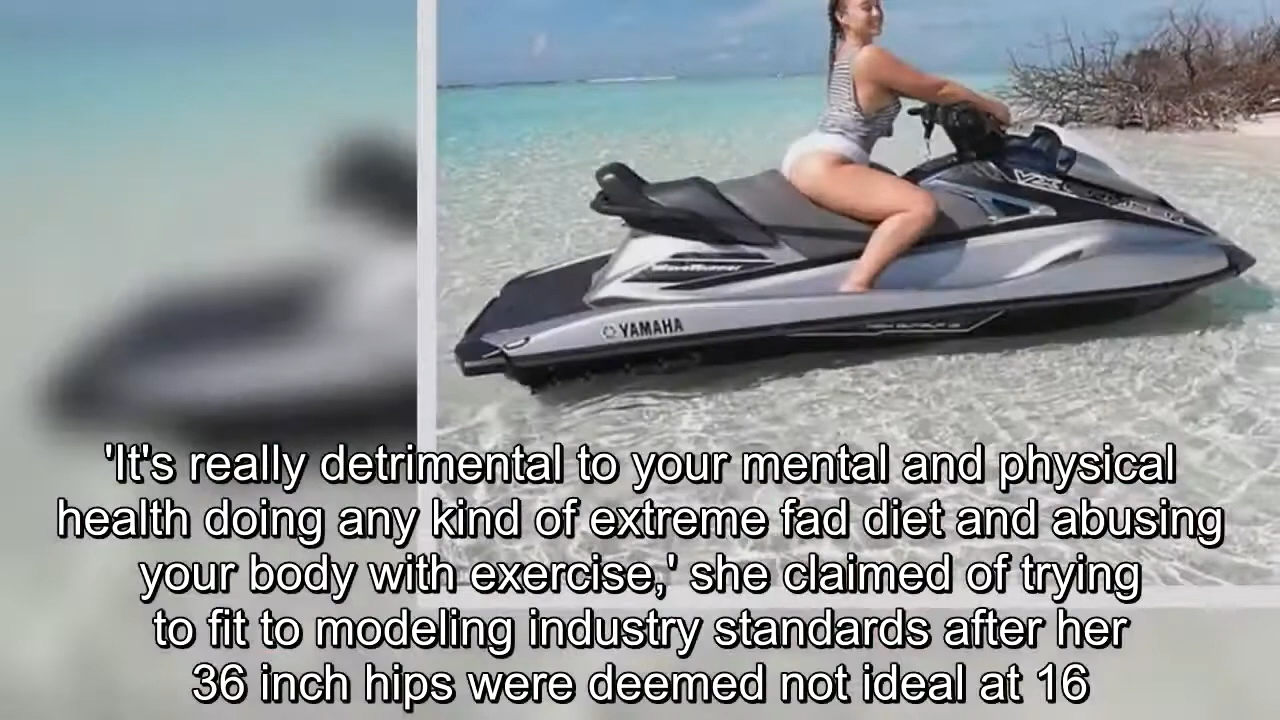 VX
WaveRunner
YAMAHA
'It's really detrimental to your mental and physical
health doing any kind of extreme fad diet and abusing
your body with exercise,' she claimed of trying
to fit to modeling industry standards after her
36 inch hips were deemed not ideal at 16